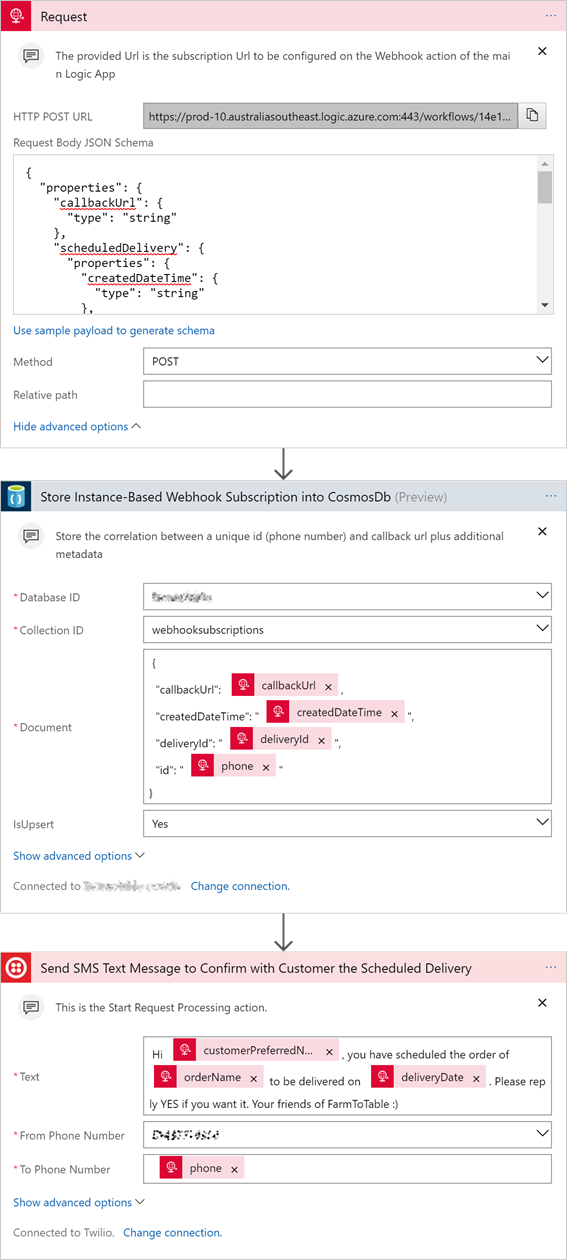 Request
...
The provided Url is the subscription Url to be configured on the Webhook action of the mai
n Logic App
HTTP POST URL
https://prod-10.australiasoutheast.logic.azure.com:443/workflows/14e1...
Request Body JSON Schema
{
"properties": {
"callbackUrl": {
"type": "string"
},
"scheduledDelivery": {
"properties": {
"createdDateTime": {
"type": "string"
},
Use sample payload to generate schema
Method POST
Relative path
Hide advanced options
Store Instance-Based Webhook Subscription into CosmosDb (Preview)
...
Store the correlation between a unique id (phone number) and callback url plus additional
metadata
* Database ID
* Collection ID webhooksubscriptions
* Document
{
"callbackUrl": callbackUrl × ,
"createdDateTime": " createdDateTime × ",
"deliveryId": " deliveryId × ",
"id": " phone × "
}
IsUpsert Yes
Show advanced options
Connected to Change connection.
Send SMS Text Message to Confirm with Customer the Scheduled Delivery
...
This is the Start Request Processing action.
* Text
Hi customerPreferredN... × , you have scheduled the order of
orderName × to be delivered on deliveryDate × . Please rep
ly YES if you want it. Your friends of FarmToTable :)
* From Phone Number
* To Phone Number phone ×
Show advanced options
Connected to Twilio. Change connection.